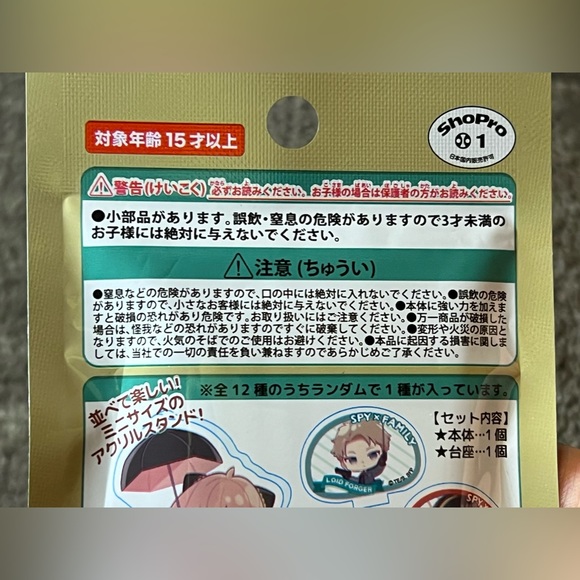 対象年齢15才以上
ShoPro
1
日本国内販売許可
警告(けいこく) 必ずお読みください。お子様の場合は保護者の方がお読みください。
●小部品があります。誤飲・窒息の危険がありますので3才未満の
お子様には絶対に与えないでください。
注意(ちゅうい)
●窒息などの危険がありますので、口の中には絶対に入れないでください。●誤飲の危険
がありますので、小さなお客様には絶対に与えないでください。●本体に強い力を加えま
すと破損の恐れがあり危険です。お取り扱いにはご注意ください。●万一商品が破損した
場合は、怪我などの恐れがありますのですぐに破棄してください。●変形や火災の原因と
なりますので、火気のそばでのご使用はお避けください。●本品に起因する損害に関しま
しては、当社での一切の責任を負い兼ねますのであらかじめご了承ください。
※全12種のうちランダムで1種が入っています。
並べて楽しい!
ミニサイズの
アクリルスタンド!
SPY×FAMILY
LOID FORGER
【セット内容】
★本体…1個
★台座…1個
SPY×